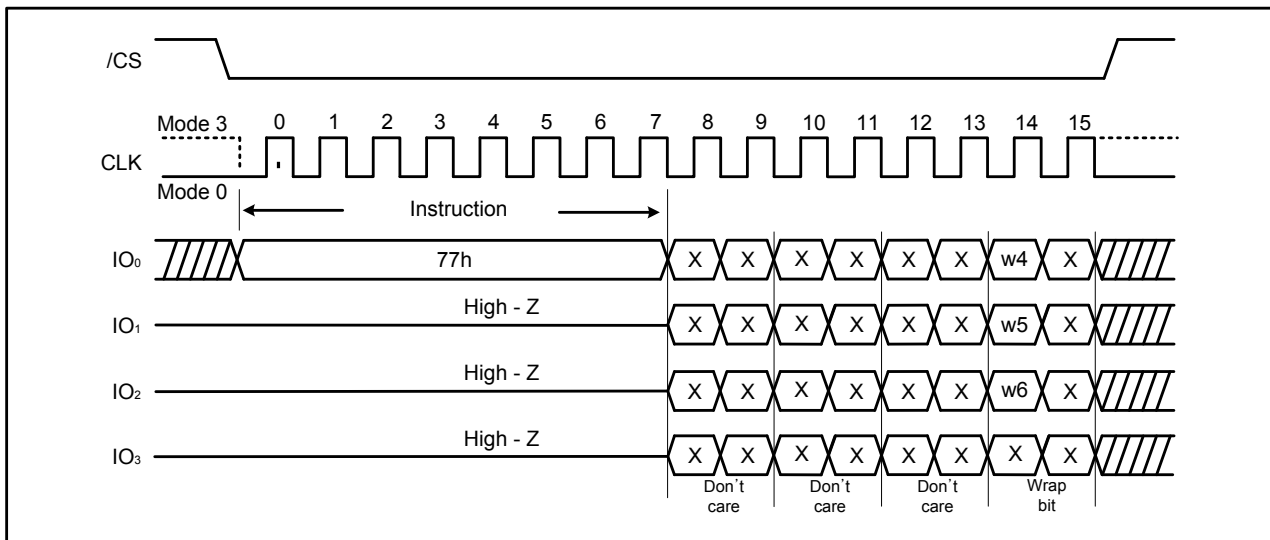 /CS
Mode 3 0 1 2 3 4 5 6 7 8 9 10 11 12 13 14 15
CLK
Mode 0
Instruction
IO₀ 77h X X X X X X w4 X
High - Z
IO₁ X X X X X X w5 X
High - Z
IO₂ X X X X X X w6 X
High - Z
IO₃ X X X X X X X X
Don't Don't Don't Wrap
care care care bit